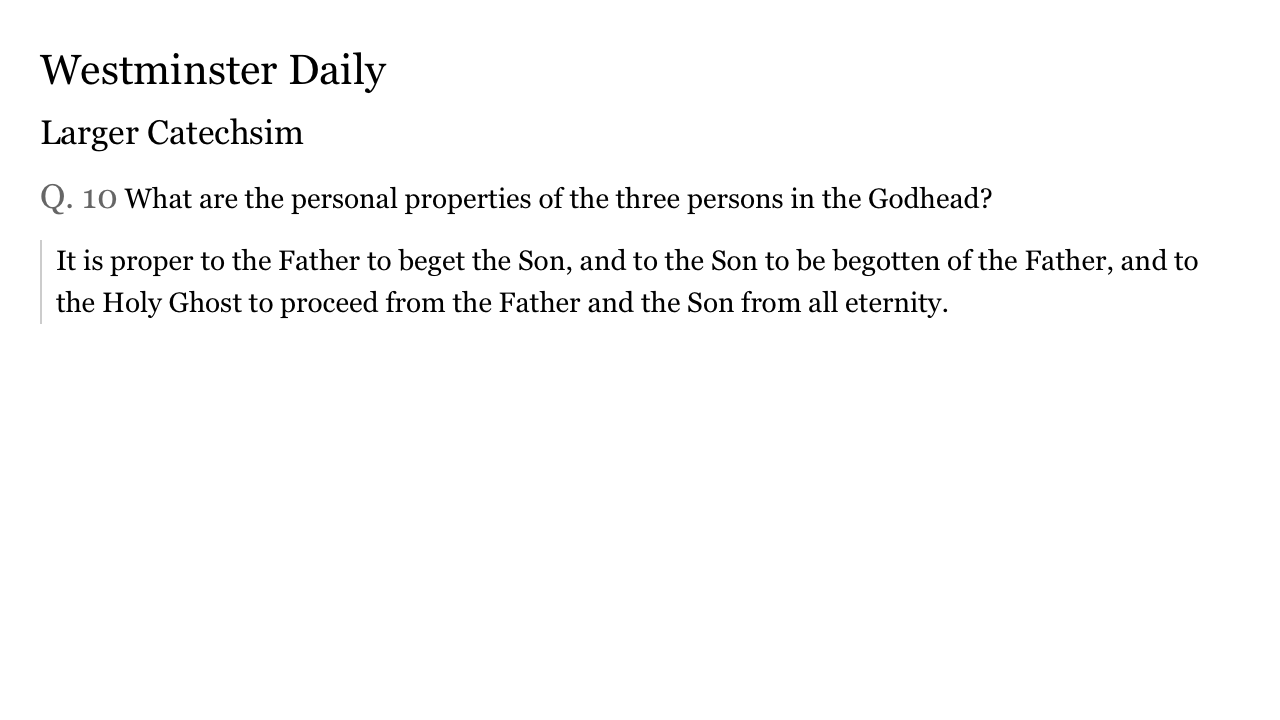 Westminster Daily
Larger Catechsim
Q. 10 What are the personal properties of the three persons in the Godhead?
It is proper to the Father to beget the Son, and to the Son to be begotten of the Father, and to
the Holy Ghost to proceed from the Father and the Son from all eternity.